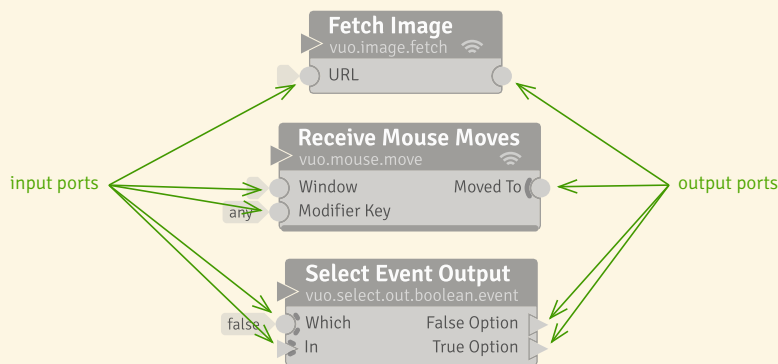 Fetch Image
vuo.image.fetch
URL
Receive Mouse Moves
vuo.mouse.move
input ports
Window
Moved To
output ports
any
Modifier Key
Select Event Output
vuo.select.out.boolean.event
false
Which
False Option
In
True Option